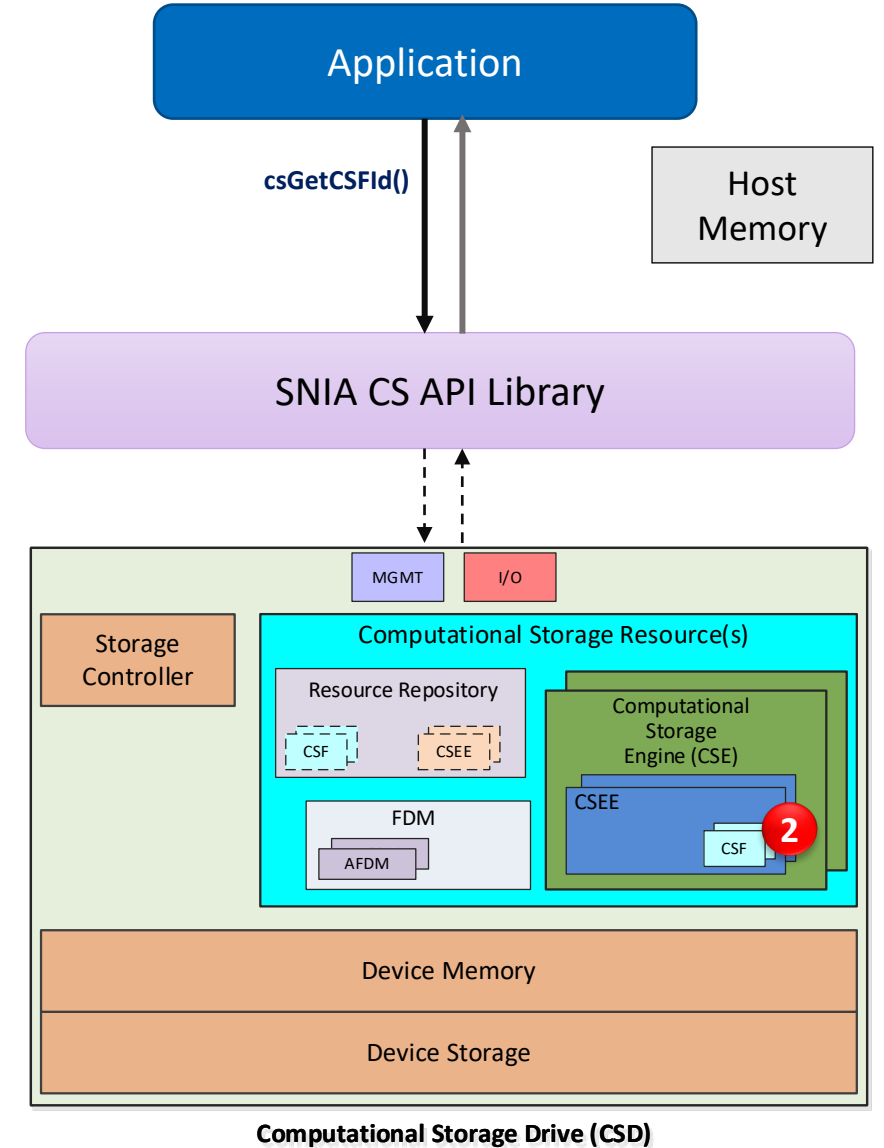 Application
csGetCSFId()
Host
Memory
SNIA CS API Library
MGMT
I/O
Storage
Controller
Computational Storage Resource(s)
Resource Repository
CSF
CSEE
Computational
Storage
Engine (CSE)
FDM
AFDM
CSEE
2
CSF
Device Memory
Device Storage
Computational Storage Drive (CSD)